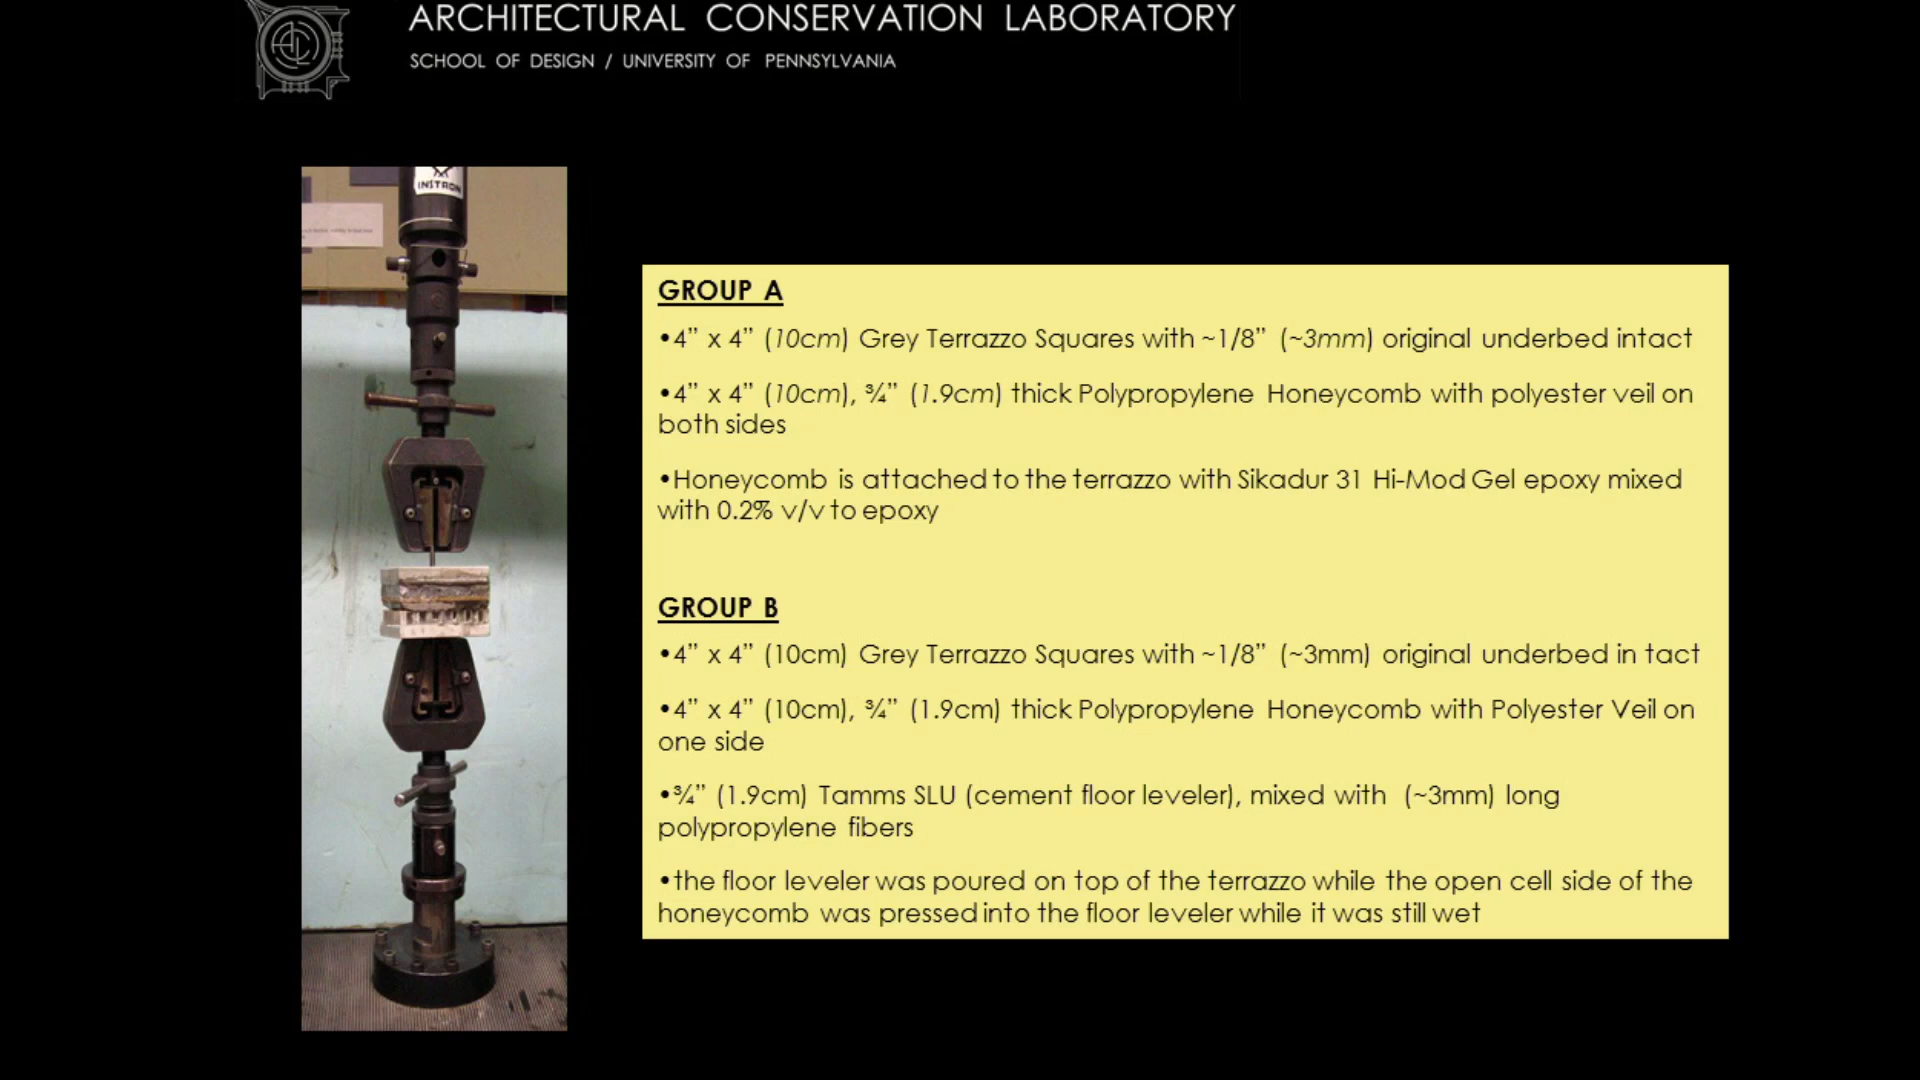 ARCHITECTURAL CONSERVATION LABORATORY
SCHOOL OF DESIGN / UNIVERSITY OF PENNSYLVANIA
INSTRON
GROUP A
•4” x 4” (10cm) Grey Terrazzo Squares with ~1/8” (~3mm) original underbed intact
•4” x 4” (10cm), ¾” (1.9cm) thick Polypropylene Honeycomb with polyester veil on
both sides
•Honeycomb is attached to the terrazzo with Sikadur 31 Hi-Mod Gel epoxy mixed
with 0.2% v/v to epoxy
GROUP B
•4” x 4” (10cm) Grey Terrazzo Squares with ~1/8” (~3mm) original underbed in tact
•4” x 4” (10cm), ¾” (1.9cm) thick Polypropylene Honeycomb with Polyester Veil on
one side
•¾” (1.9cm) Tamms SLU (cement floor leveler), mixed with (~3mm) long
polypropylene fibers
•the floor leveler was poured on top of the terrazzo while the open cell side of the
honeycomb was pressed into the floor leveler while it was still wet